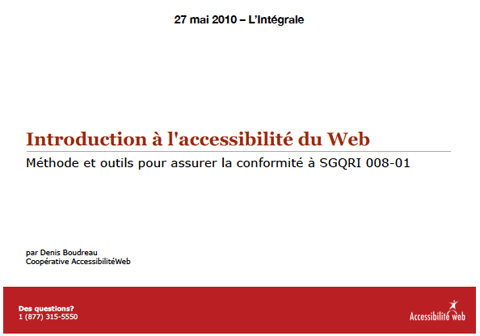 27 mai 2010 – L'Intégrale
Introduction à l'accessibilité du Web
Méthode et outils pour assurer la conformité à SGQRI 008-01
par Denis Boudreau
Coopérative AccessibilitéWeb
Des questions?
1 (877) 315-5550
Accessibilité web